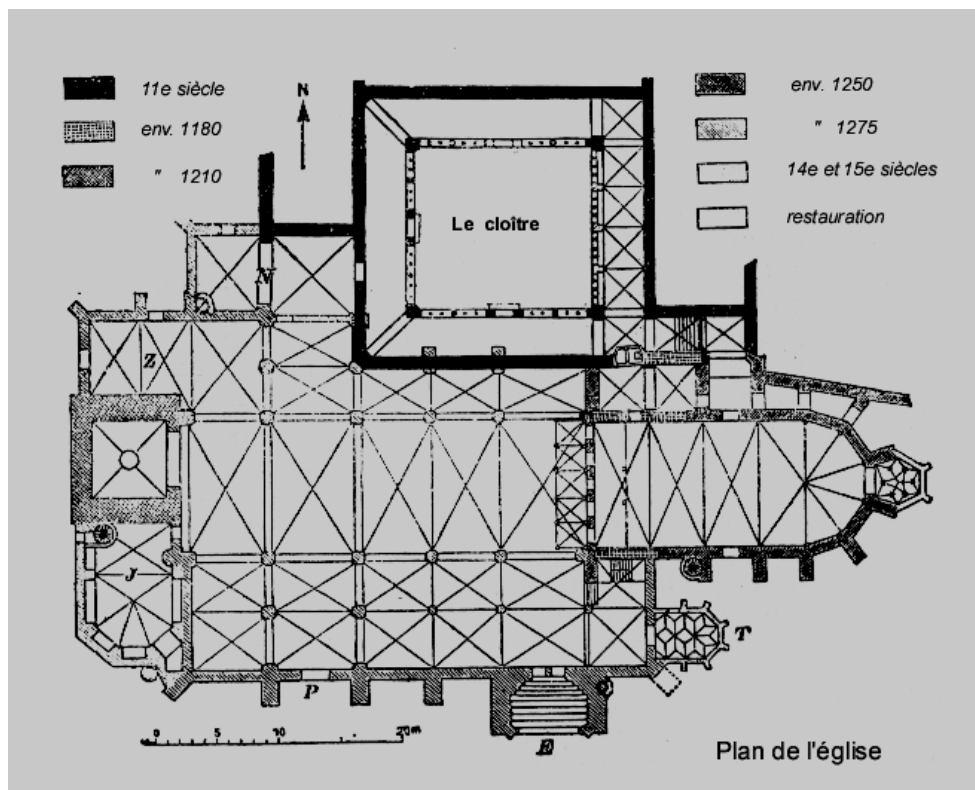 11e siècle
env. 1180
" 1210
N
env. 1250
" 1275
14e et 15e siècles
restauration
Le cloître
N
Z
J
T
P
E
0 5 10 20m
Plan de l'église